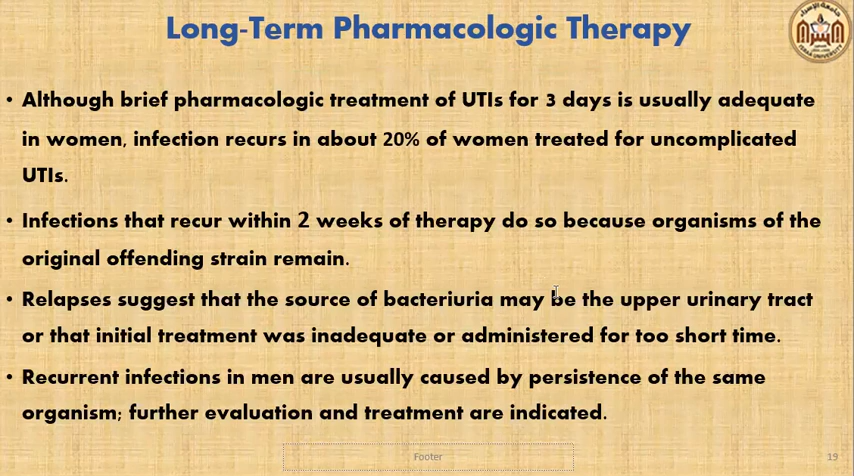 Long-Term Pharmacologic Therapy
• Although brief pharmacologic treatment of UTIs for 3 days is usually adequate
in women, infection recurs in about 20% of women treated for uncomplicated
UTIs.
• Infections that recur within 2 weeks of therapy do so because organisms of the
original offending strain remain.
• Relapses suggest that the source of bacteriuria may be the upper urinary tract
or that initial treatment was inadequate or administered for too short time.
• Recurrent infections in men are usually caused by persistence of the same
organism; further evaluation and treatment are indicated.
Footer
19